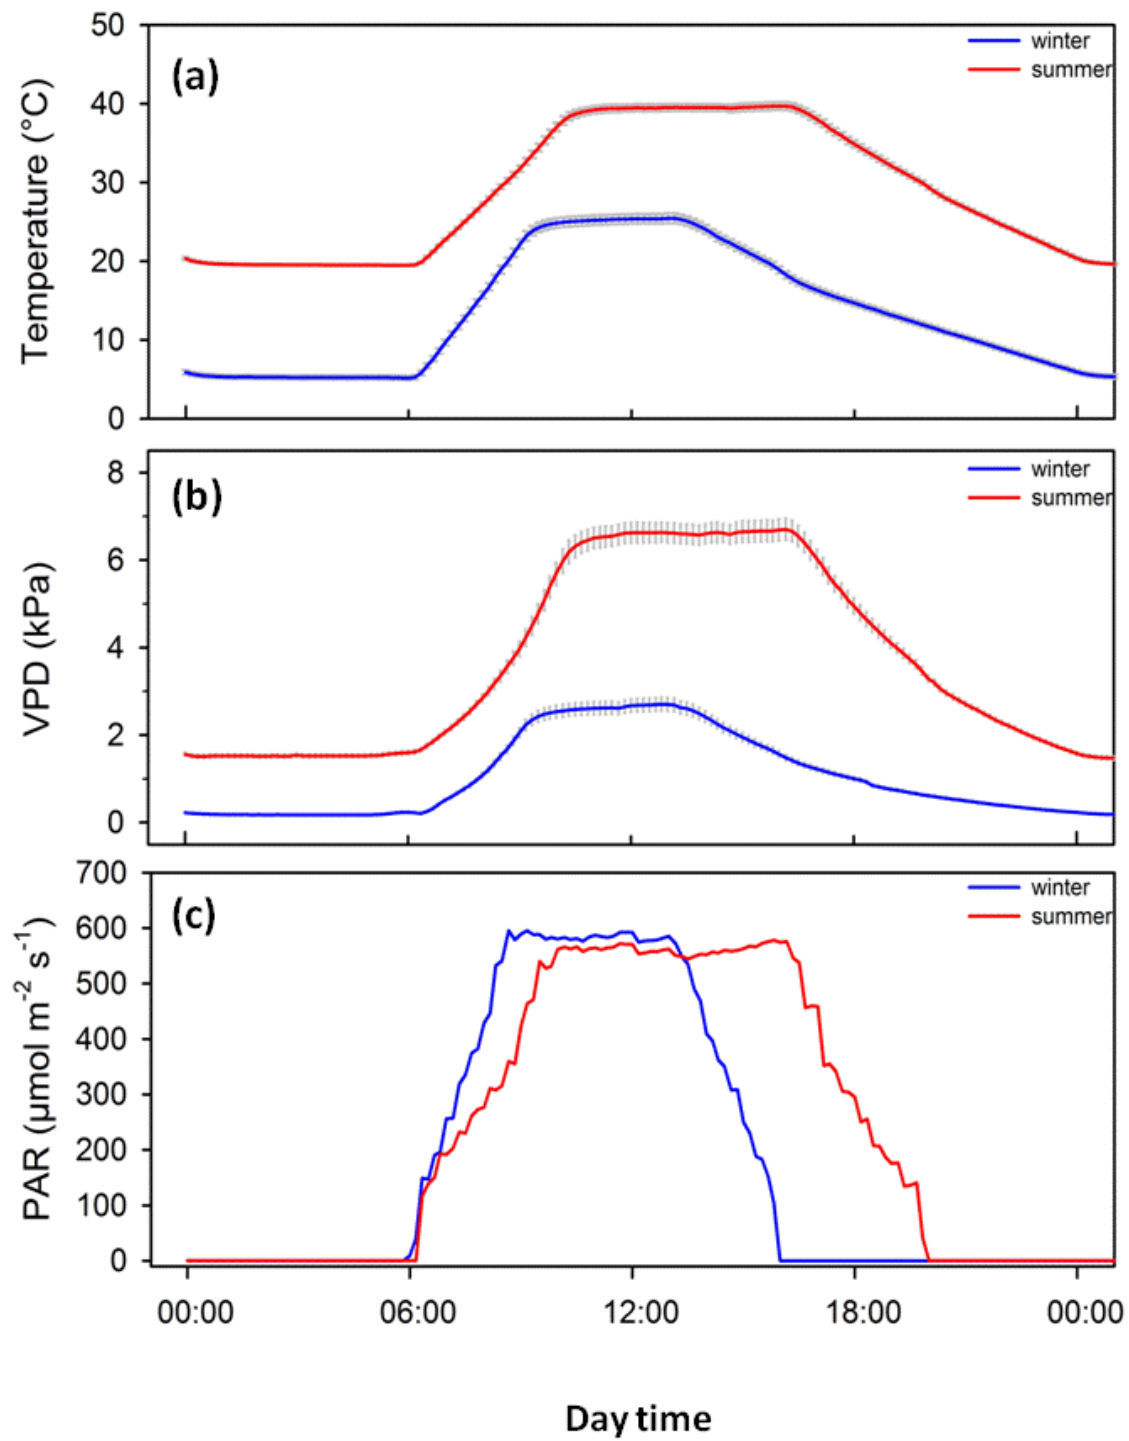 (a)
winter
summer
Temperature (°C)
50
40
30
20
10
0
(b)
winter
summer
VPD (kPa)
8
6
4
2
0
(c)
winter
summer
PAR (µmol m⁻² s⁻¹)
700
600
500
400
300
200
100
0
00:00 06:00 12:00 18:00 00:00
Day time